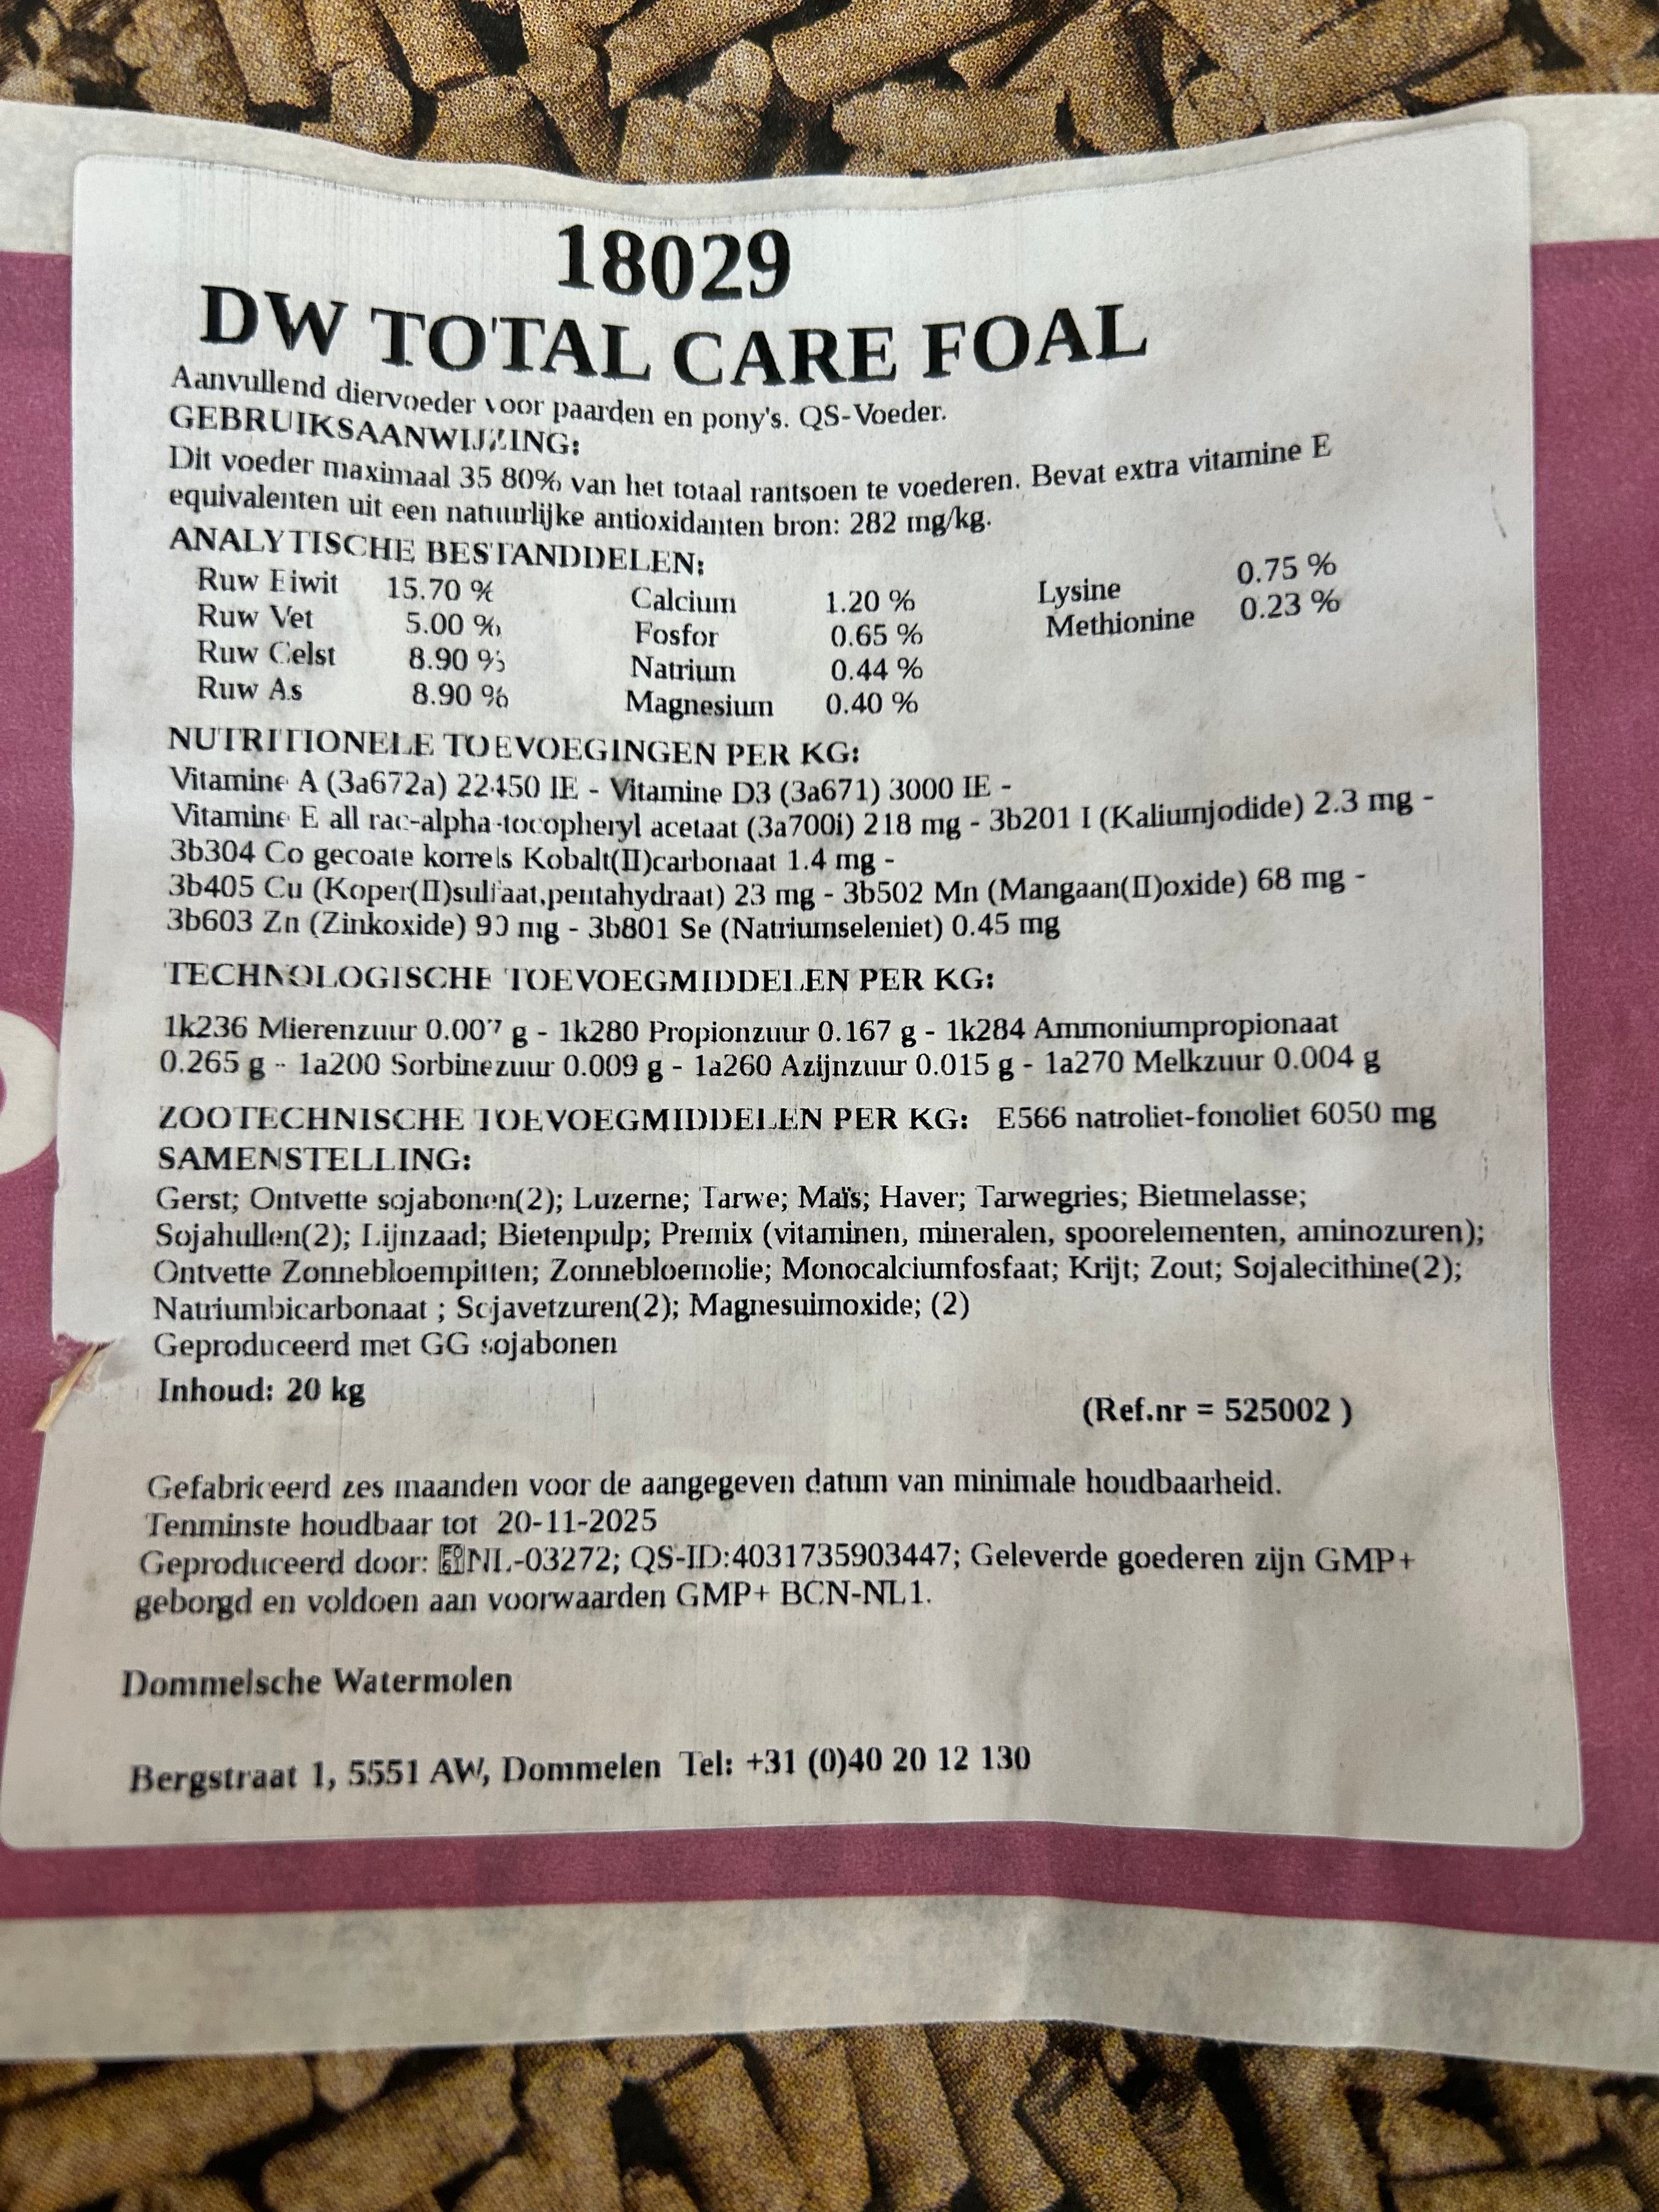 18029
DW TOTAL CARE FOAL
Aanvullend diervoeder voor paarden en pony's. QS-Voeder.
GEBRUIKSAANWIJZING:
Dit voeder maximaal 35 80% van het totaal rantsoen te voederen. Bevat extra vitamine E
equivalenten uit een natuurlijke antioxidanten bron: 282 mg/kg.
ANALYTISCHE BESTANDDELEN:
Ruw Eiwit 15.70 % Calcium 1.20 % Lysine 0.75 %
Ruw Vet 5.00 % Fosfor 0.65 % Methionine 0.23 %
Ruw Celst 8.90 % Natrium 0.44 %
Ruw As 8.90 % Magnesium 0.40 %
NUTRITIONELE TOEVOEGINGEN PER KG:
Vitamine A (3a672a) 22450 IE - Vitamine D3 (3a671) 3000 IE -
Vitamine E all rac-alpha-tocopheryl acetaat (3a700i) 218 mg - 3b201 I (Kaliumjodide) 2.3 mg -
3b304 Co gecoate korrels Kobalt(II)carbonaat 1.4 mg -
3b405 Cu (Koper(II)sulfaat,pentahydraat) 23 mg - 3b502 Mn (Mangaan(II)oxide) 68 mg -
3b603 Zn (Zinkoxide) 90 mg - 3b801 Se (Natriumseleniet) 0.45 mg
TECHNOLOGISCHE TOEVOEGMIDDELEN PER KG:
1k236 Mierenzuur 0.007 g - 1k280 Propionzuur 0.167 g - 1k284 Ammoniumpropionaat
0.265 g - 1a200 Sorbinezuur 0.009 g - 1a260 Azijnzuur 0.015 g - 1a270 Melkzuur 0.004 g
ZOOTECHNISCHE TOEVOEGMIDDELEN PER KG: E566 natroliet-fonoliet 6050 mg
SAMENSTELLING:
Gerst; Ontvette sojabonen(2); Luzerne; Tarwe; Maïs; Haver; Tarwegries; Bietmelasse;
Sojahullen(2); Lijnzaad; Bietenpulp; Premix (vitaminen, mineralen, spoorelementen, aminozuren);
Ontvette Zonnebloempitten; Zonnebloemolie; Monocalciumfosfaat; Krijt; Zout; Sojalecithine(2);
Natriumbicarbonaat ; Sojavetzuren(2); Magnesuimoxide; (2)
Geproduceerd met GG sojabonen
Inhoud: 20 kg
(Ref.nr = 525002 )
Gefabriceerd zes maanden voor de aangegeven datum van minimale houdbaarheid.
Tenminste houdbaar tot 20-11-2025
Geproduceerd door: NL-03272; QS-ID:4031735903447; Geleverde goederen zijn GMP+
geborgd en voldoen aan voorwaarden GMP+ BCN-NL1.
Dommelsche Watermolen
Bergstraat 1, 5551 AW, Dommelen Tel: +31 (0)40 20 12 130